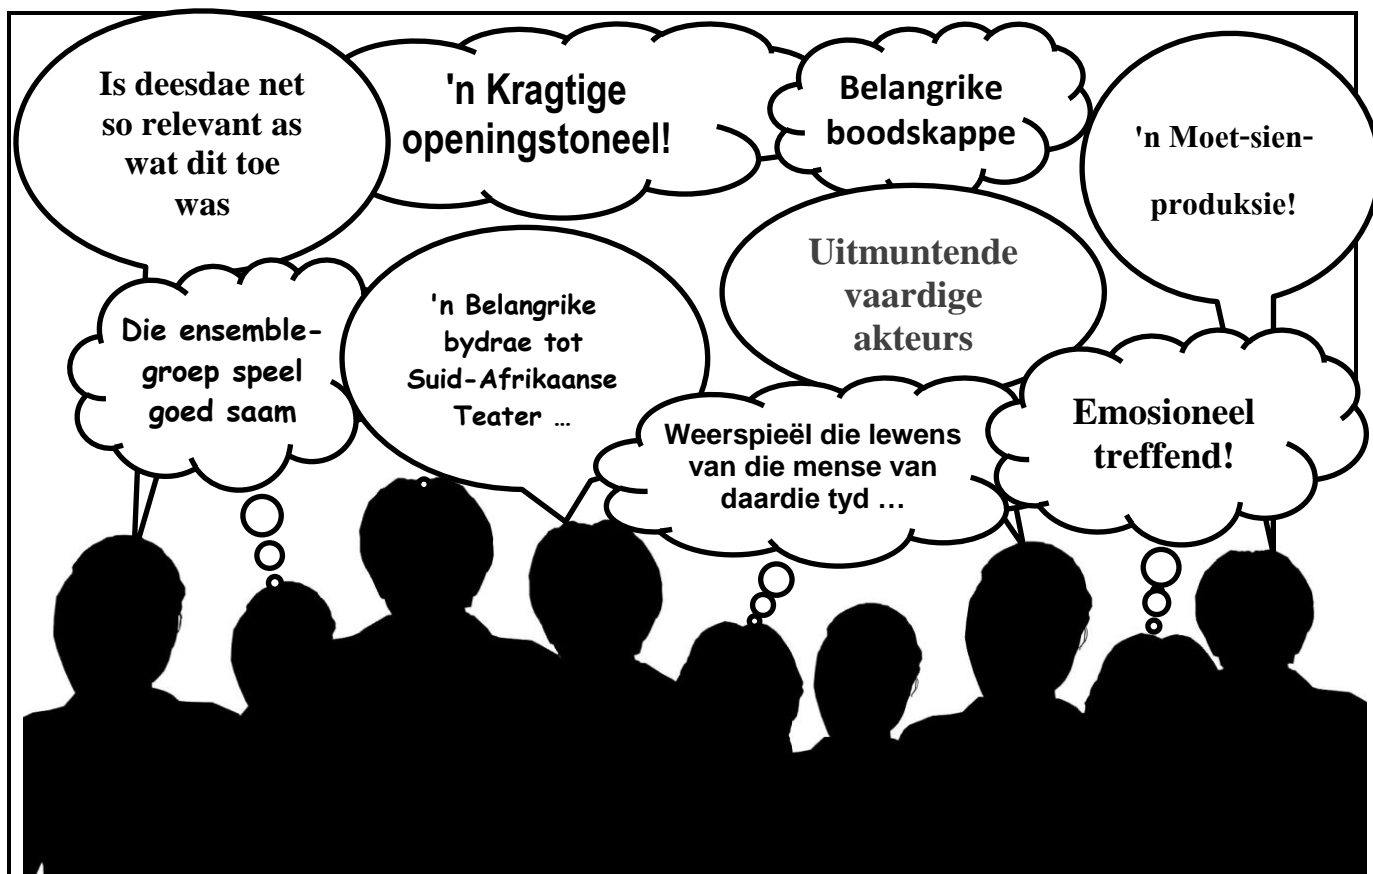 Is deesdae net
so relevant as
wat dit toe
was
'n Kragtige
openingstoneel!
Belangrike
boodskappe
'n Moet-sien-
produksie!
Die ensemble-
groep speel
goed saam
'n Belangrike
bydrae tot
Suid-Afrikaanse
Teater ...
Uitmuntende
vaardige
akteurs
Weerspieël die lewens
van die mense van
daardie tyd ...
Emosioneel
treffend!